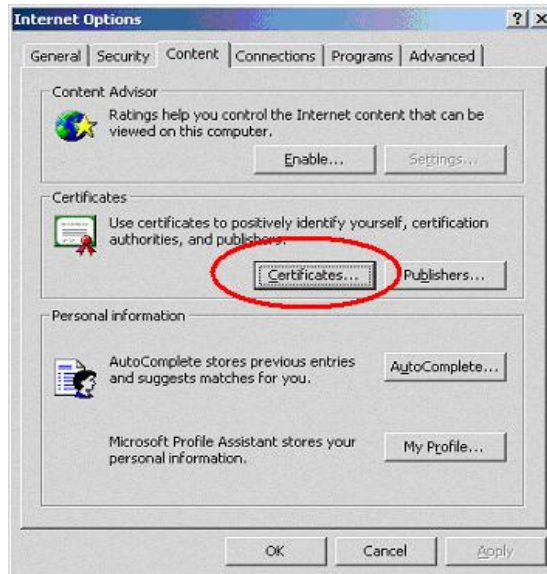 Internet Options
General Security Content Connections Programs Advanced
Content Advisor
Ratings help you control the Internet content that can be
viewed on this computer.
Enable... Settings...
Certificates
Use certificates to positively identify yourself, certification
authorities, and publishers.
Certificates... Publishers...
Personal information
AutoComplete stores previous entries
and suggests matches for you.
AutoComplete...
Microsoft Profile Assistant stores your
personal information.
My Profile...
OK Cancel Apply